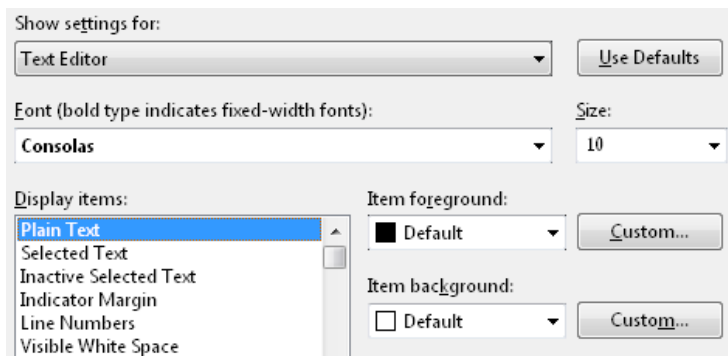 Show settings for:
Text Editor
Use Defaults
Font (bold type indicates fixed-width fonts):
Size:
Consolas
10
Display items:
Plain Text
Selected Text
Inactive Selected Text
Indicator Margin
Line Numbers
Visible White Space
Item foreground:
Default
Custom...
Item background:
Default
Custom...